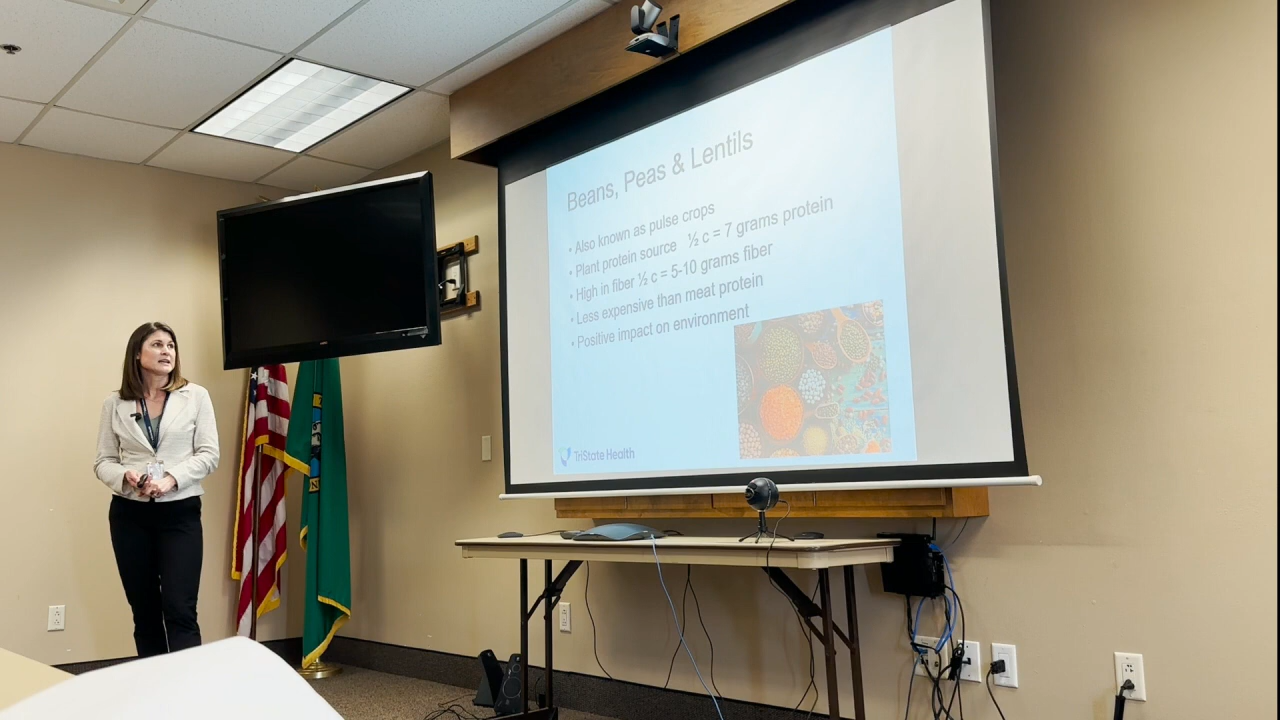 Beans, Peas & Lentils
• Also known as pulse crops
• Plant protein source ½ c = 7 grams protein
• High in fiber ½ c = 5-10 grams fiber
• Less expensive than meat protein
• Positive impact on environment
TriState Health